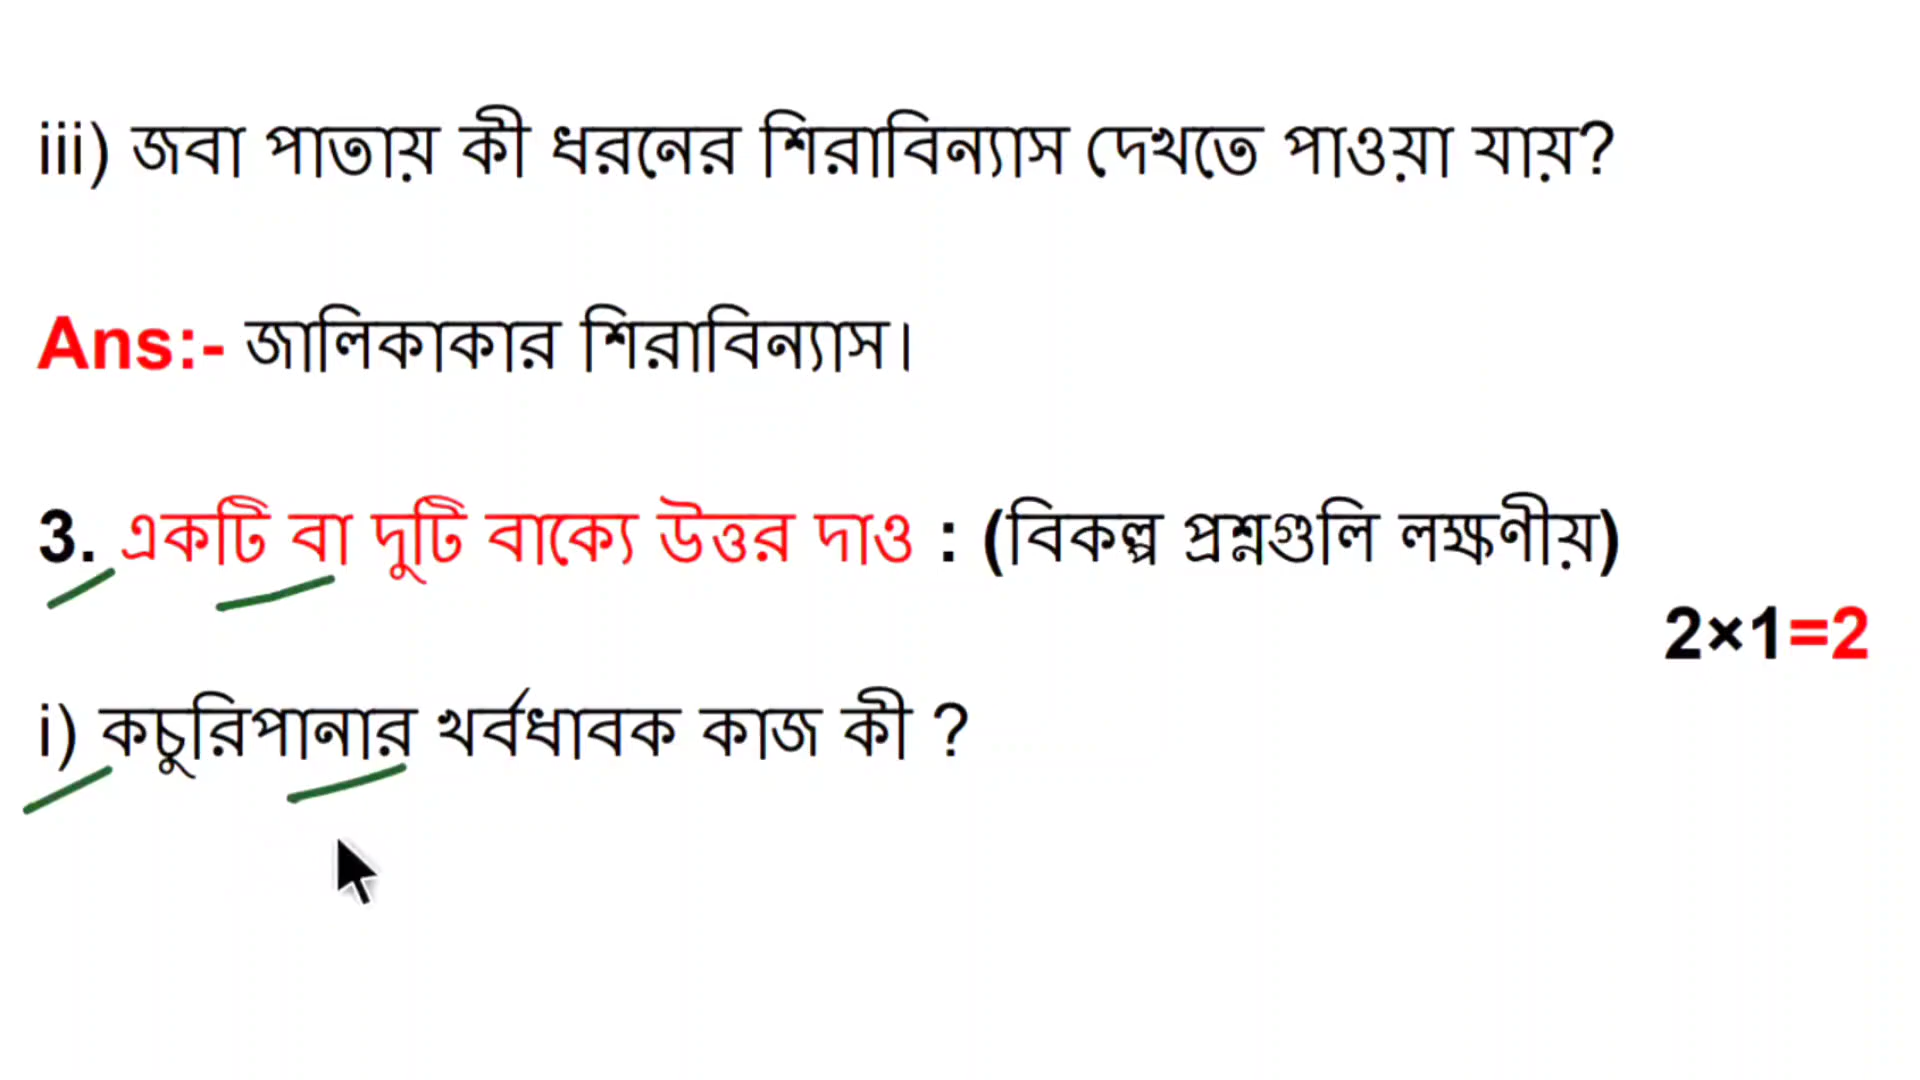 iii) জবা পাতায় কী ধরনের শিরাবিন্যাস দেখতে পাওয়া যায়?
Ans:- জালিকাকার শিরাবিন্যাস।
3. একটি বা দুটি বাক্যে উত্তর দাও : (বিকল্প প্রশ্নগুলি লক্ষণীয়)
2×1=2
i) কচুরিপানার খর্বধাবক কাজ কী ?